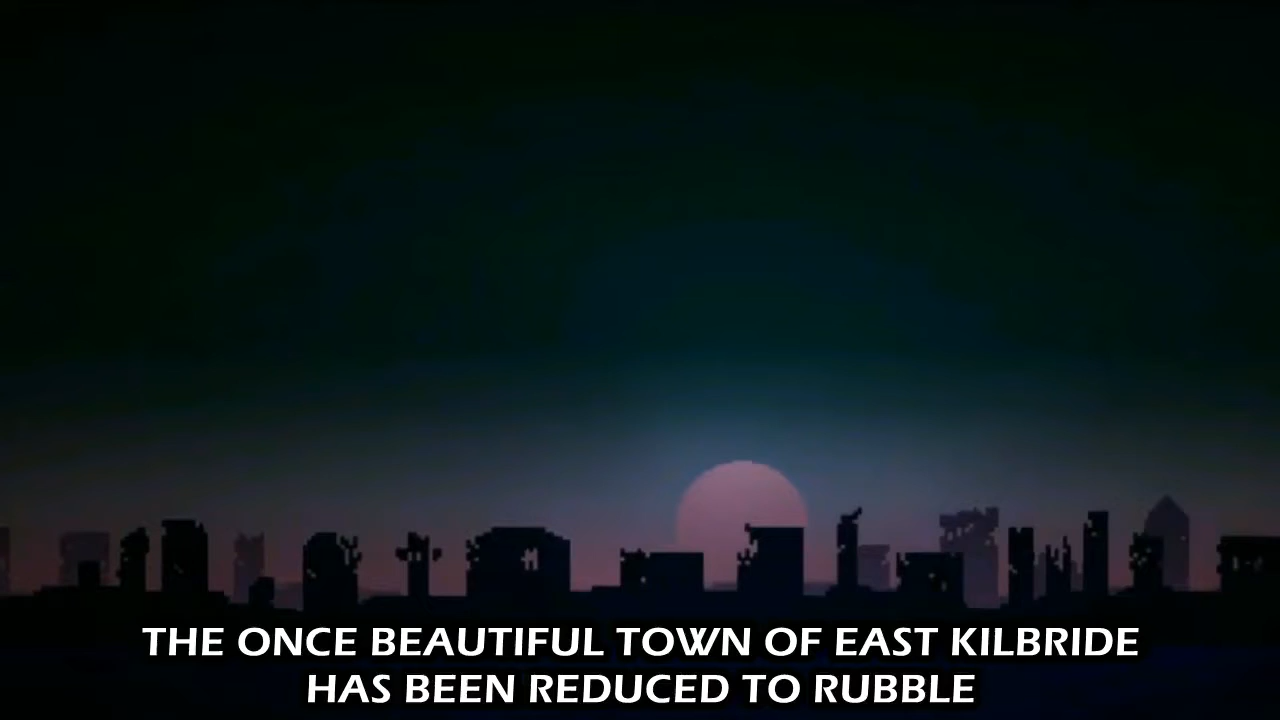 THE ONCE BEAUTIFUL TOWN OF EAST KILBRIDE
HAS BEEN REDUCED TO RUBBLE